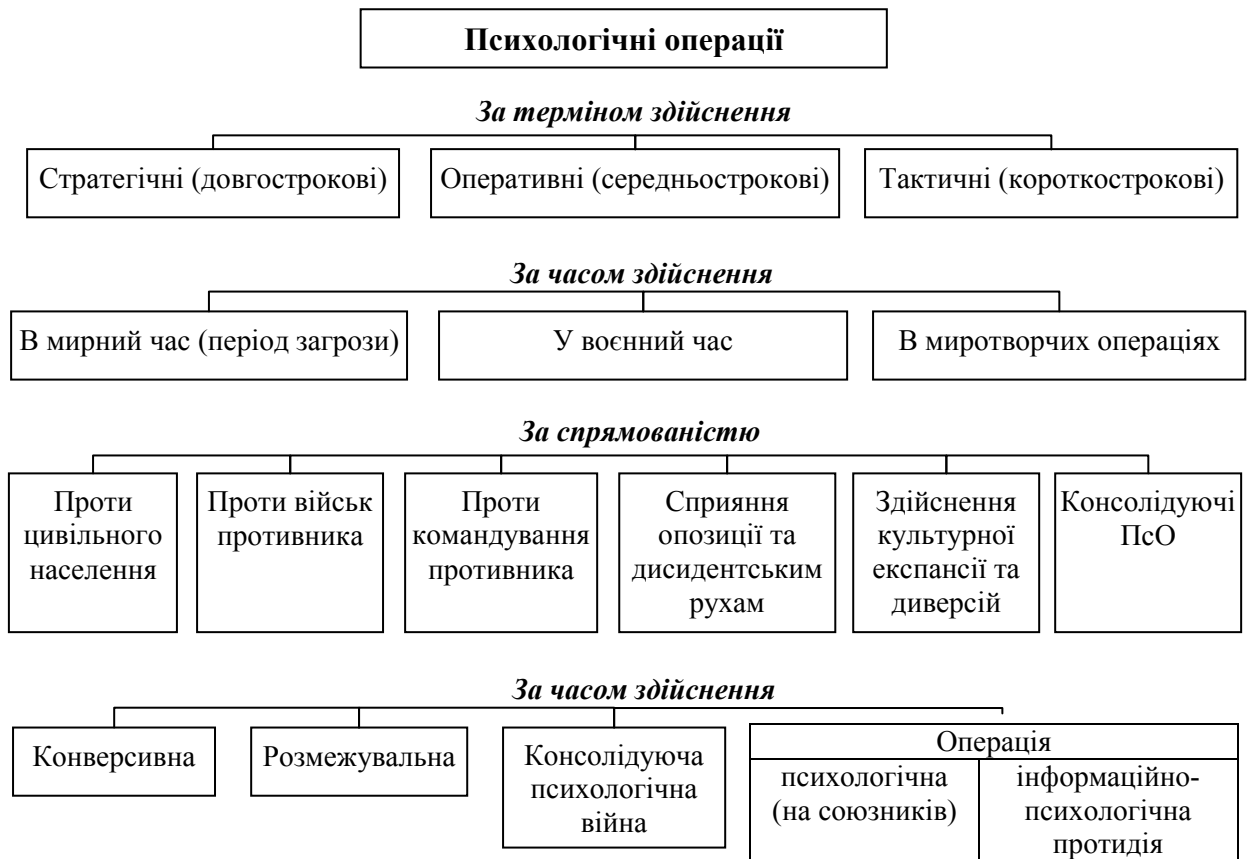 Психологічні операції
За терміном здійснення
Стратегічні (довгострокові)
Оперативні (середньострокові)
Тактичні (короткострокові)
За часом здійснення
В мирний час (період загрози)
У воєнний час
В миротворчих операціях
За спрямованістю
Проти
цивільного
населення
Проти військ
противника
Проти
командування
противника
Сприяння
опозиції та
дисидентським
рухам
Здійснення
культурної
експансії та
диверсій
Консолідуючі
ПсО
За часом здійснення
Конверсивна
Розмежувальна
Консолідуюча
психологічна
війна
Операція
психологічна
(на союзників)
інформаційно-
психологічна
протидія